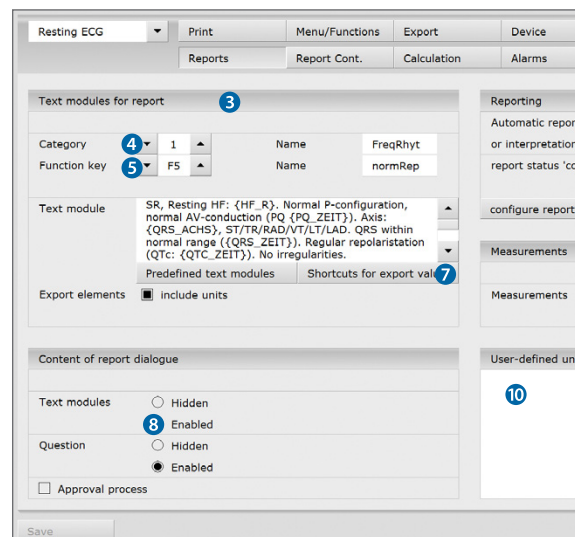 Resting ECG Print Menu/Functions Export Device
Reports Report Cont. Calculation Alarms
Text modules for report 3
Category 4 1 Name FreqRhyt
Function key 5 F5 Name normRep
Text module
SR, Resting HF: {HF_R}. Normal P-configuration,
normal AV-conduction (PQ {PQ_ZEIT}). Axis:
{QRS_ACHS}, ST/TR/RAD/VT/LT/LAD. QRS within
normal range ({QRS_ZEIT}). Regular repolaristation
(QTc: {QTC_ZEIT}). No irregularities.
Predefined text modules Shortcuts for export val 7
Export elements include units
Content of report dialogue
Text modules Hidden
8 Enabled
Question Hidden
Enabled
Approval process
Save
Reporting
Automatic repor
or interpretation
report status 'co
configure report
Measurements
Measurements
User-defined un
10